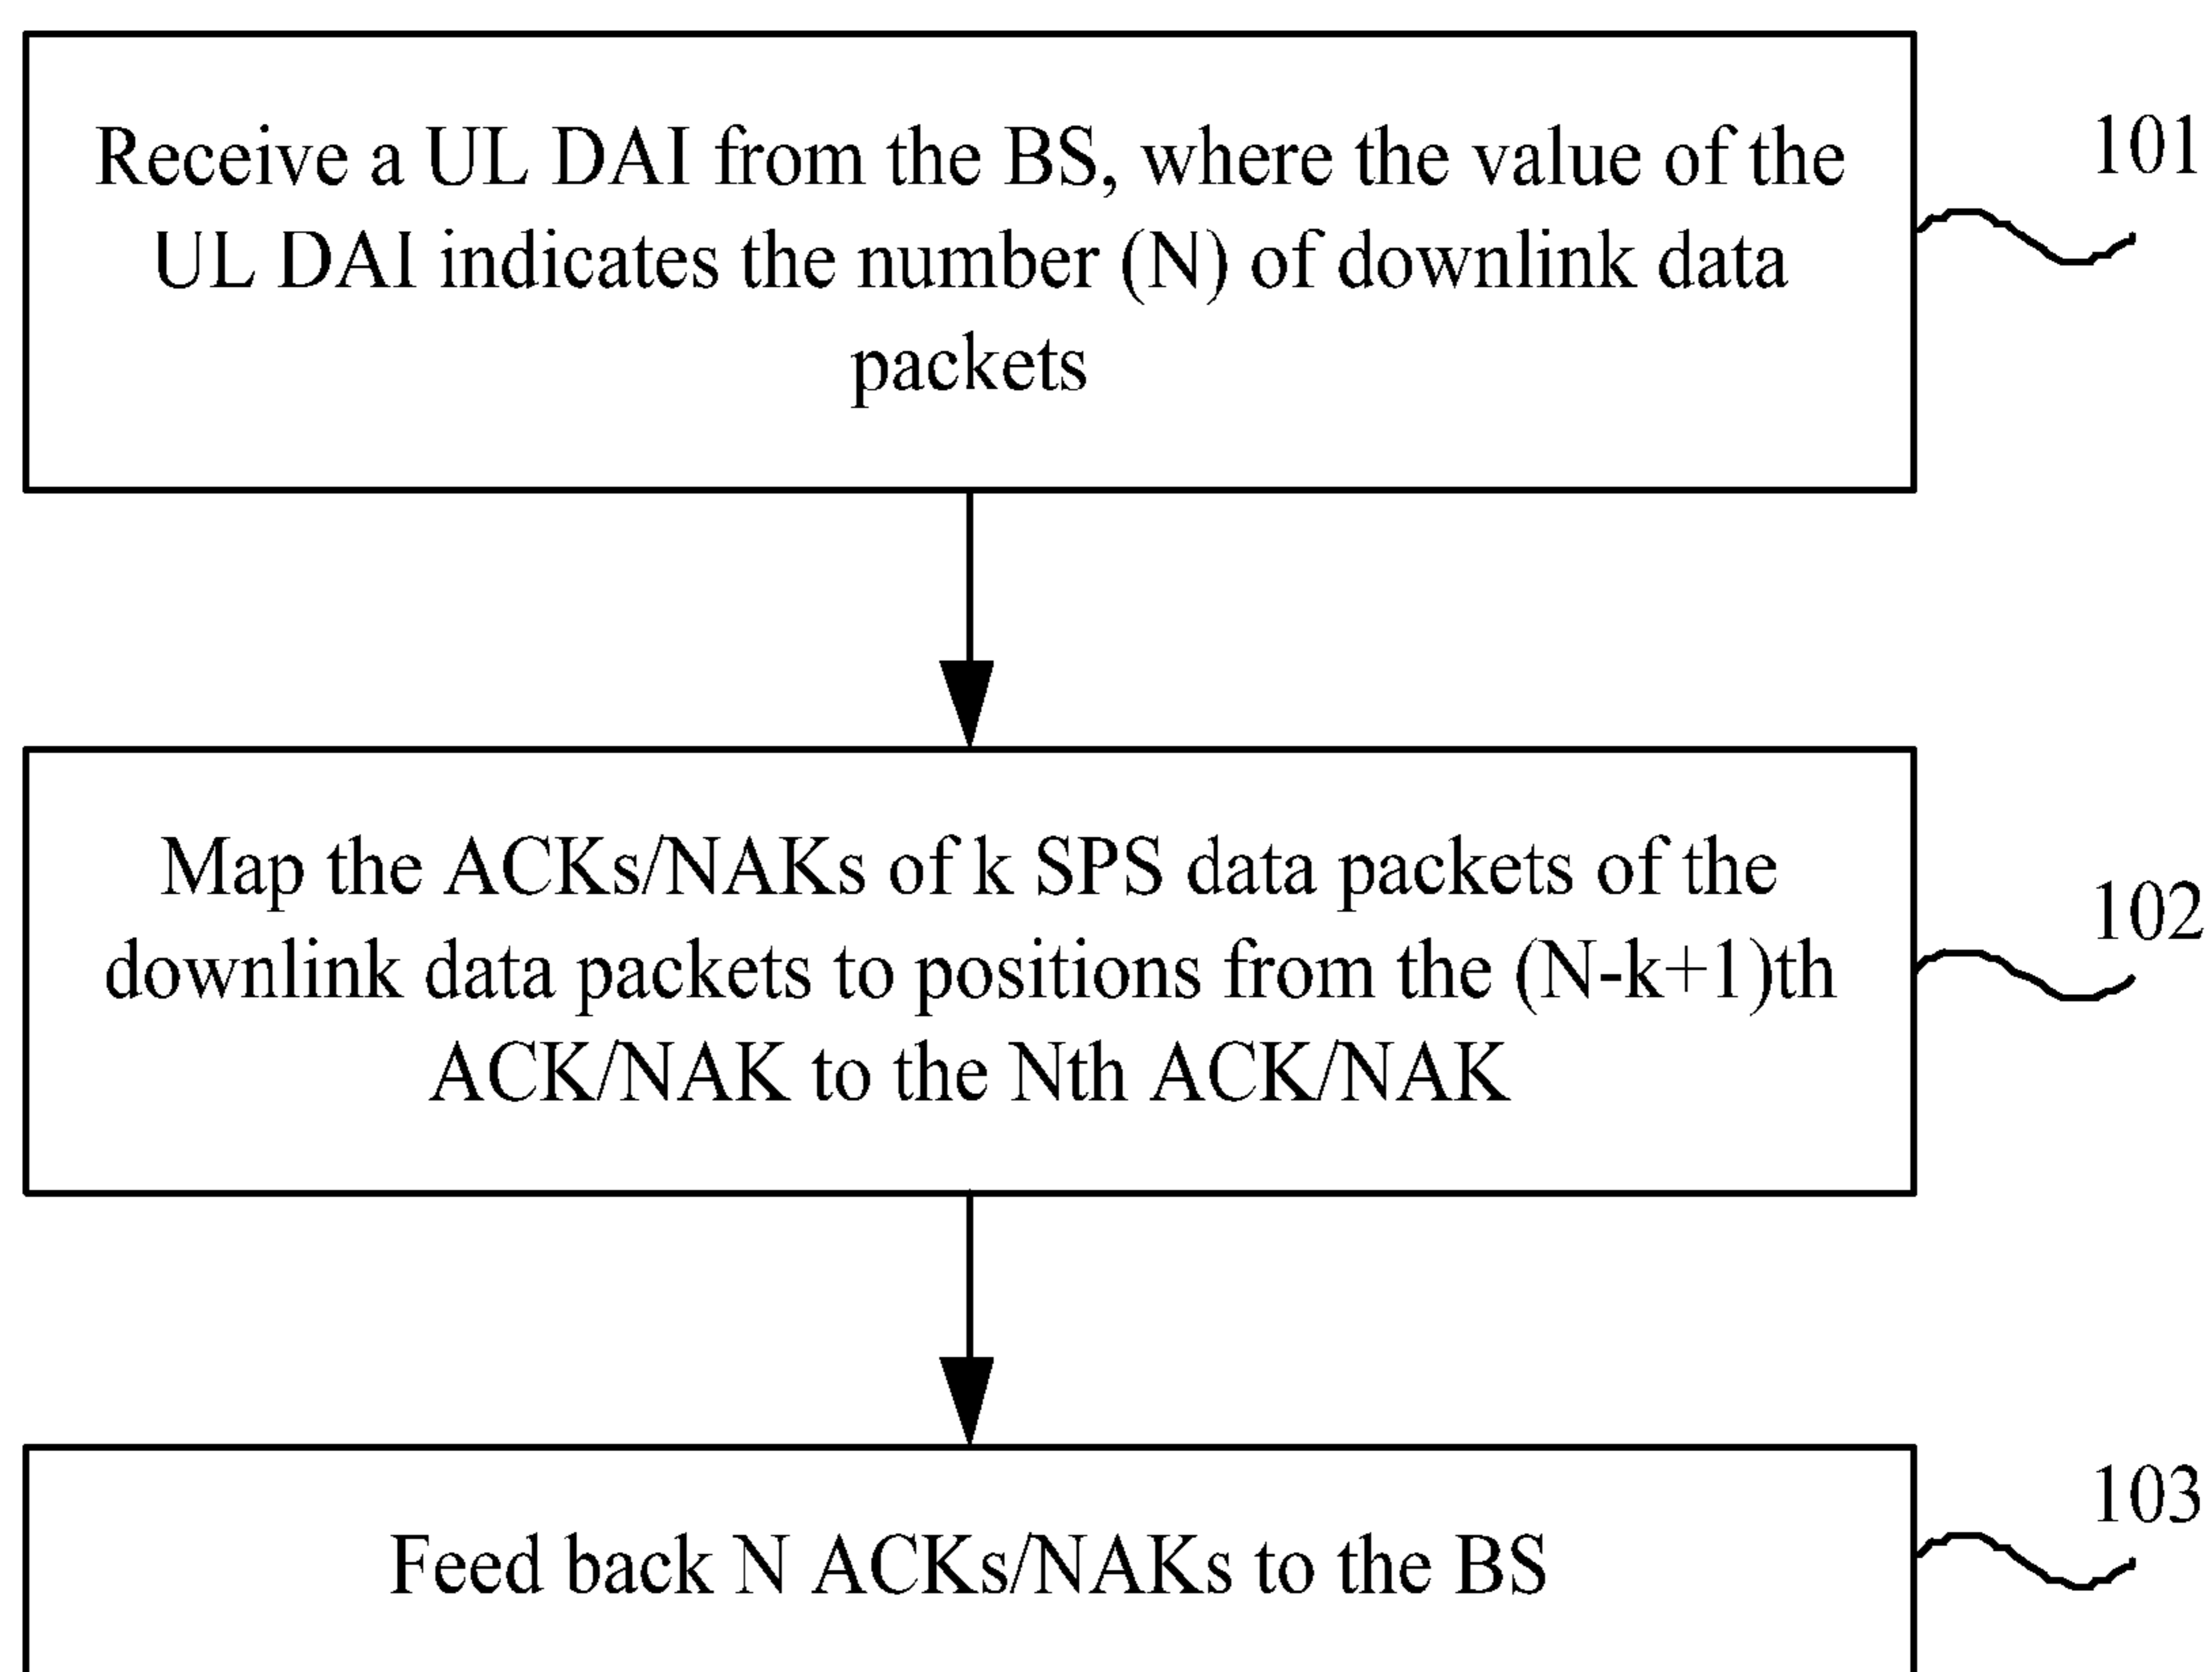 Receive a UL DAI from the BS, where the value of the
UL DAI indicates the number (N) of downlink data
packets
101
Map the ACKs/NAKs of k SPS data packets of the
downlink data packets to positions from the (N-k+1)th
ACK/NAK to the Nth ACK/NAK
102
Feed back N ACKs/NAKs to the BS
103